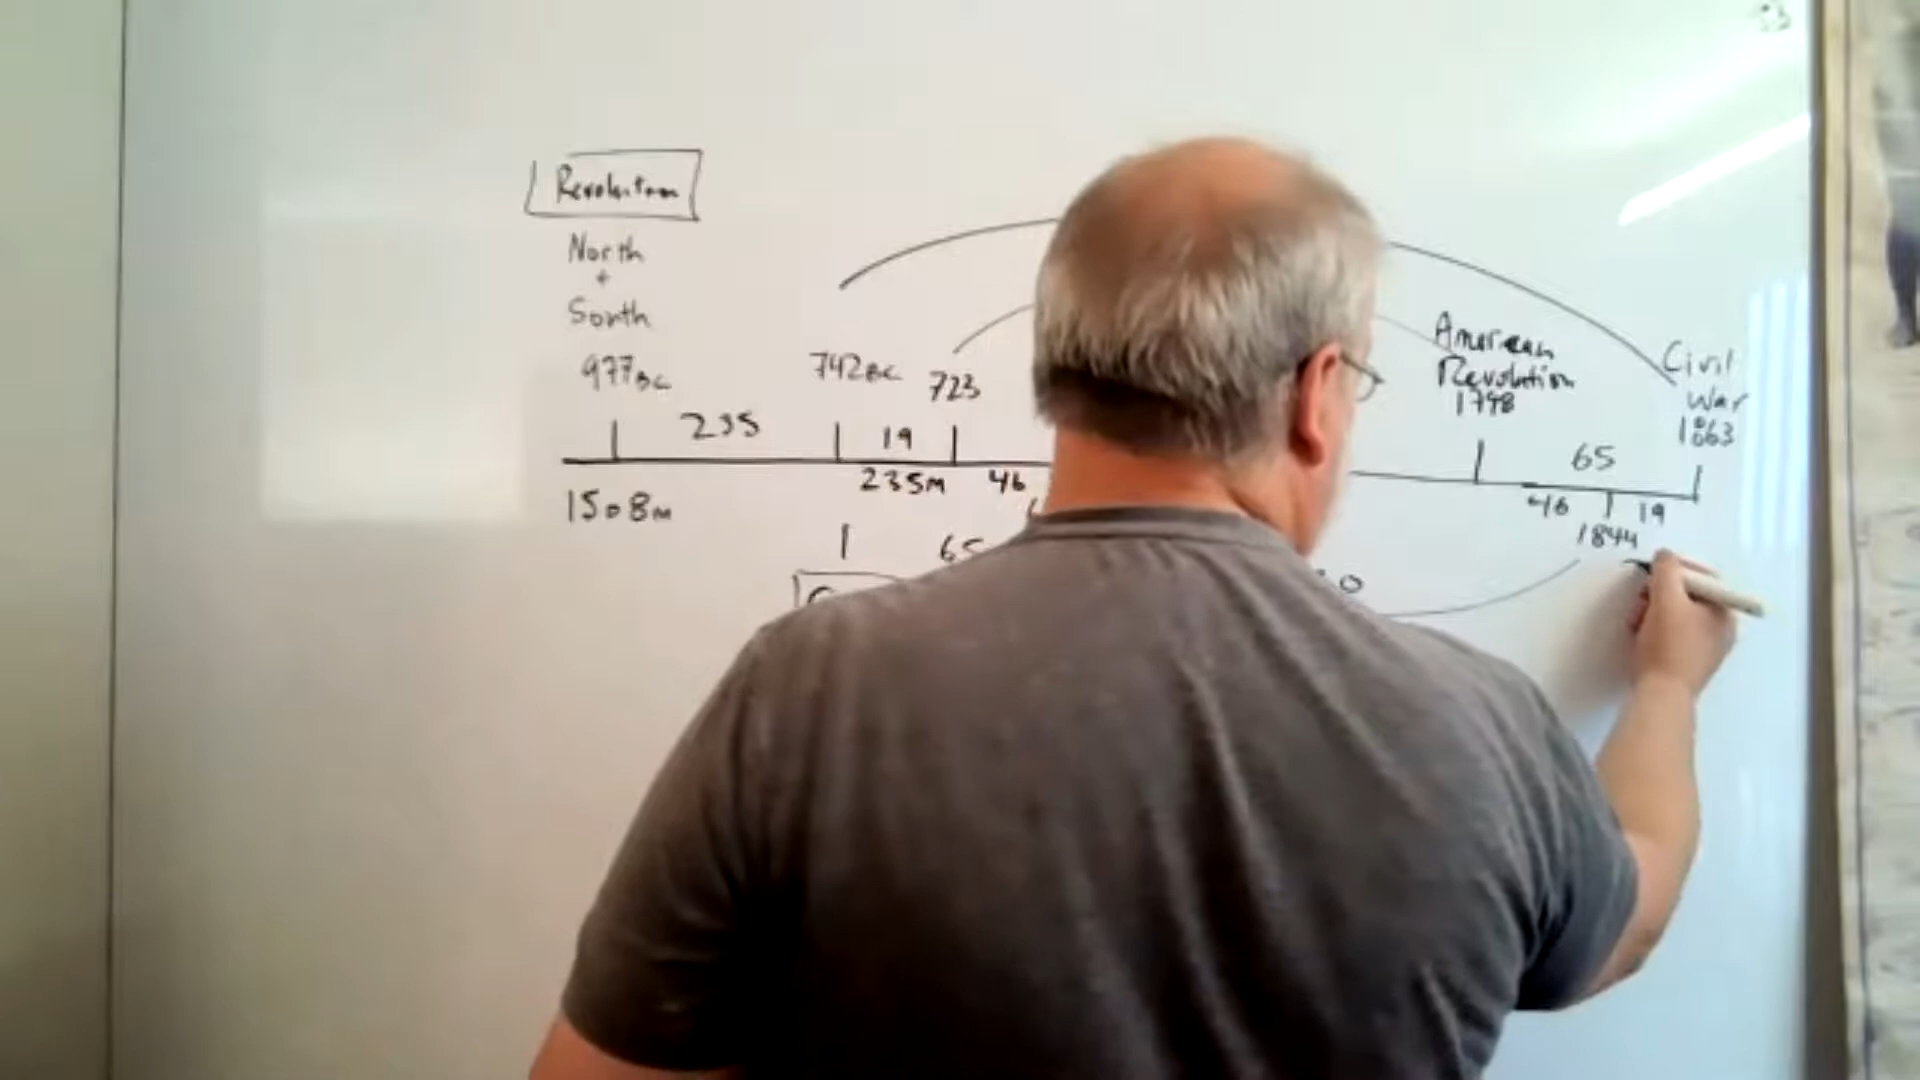 Revolution
North
+
South
977BC
742BC
723
American
Revolution
1798
Civil
War
1863
235
19
65
235m
46
46
19
1508m
1844
65